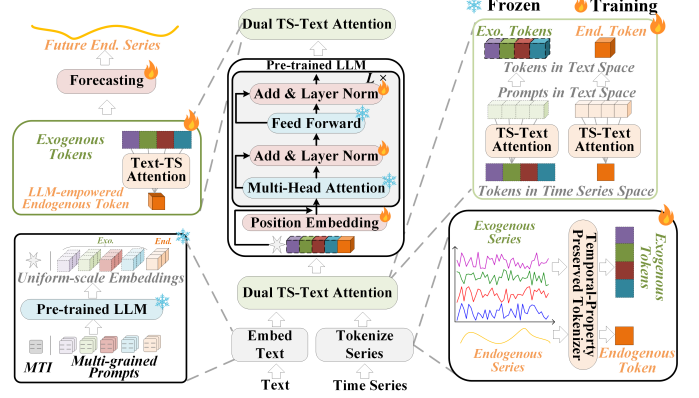 Frozen
Training
Future End. Series
Forecasting
Exogenous
Tokens
Text-TS
Attention
LLM-empowered
Endogenous Token
Exo.
End.
Uniform-scale Embeddings
Pre-trained LLM
MTI
Multi-grained
Prompts
Dual TS-Text Attention
Pre-trained LLM
L ×
Add & Layer Norm
Feed Forward
Add & Layer Norm
Multi-Head Attention
Position Embedding
Dual TS-Text Attention
Embed
Text
Tokenize
Series
Text
Time Series
Exo. Tokens
End. Token
Tokens in Text Space
Prompts in Text Space
TS-Text
Attention
TS-Text
Attention
Tokens in Time Series Space
Exogenous Series
Endogenous Series
Temporal-Property
Preserved Tokenizer
Exogenous
Tokens
Endogenous Token